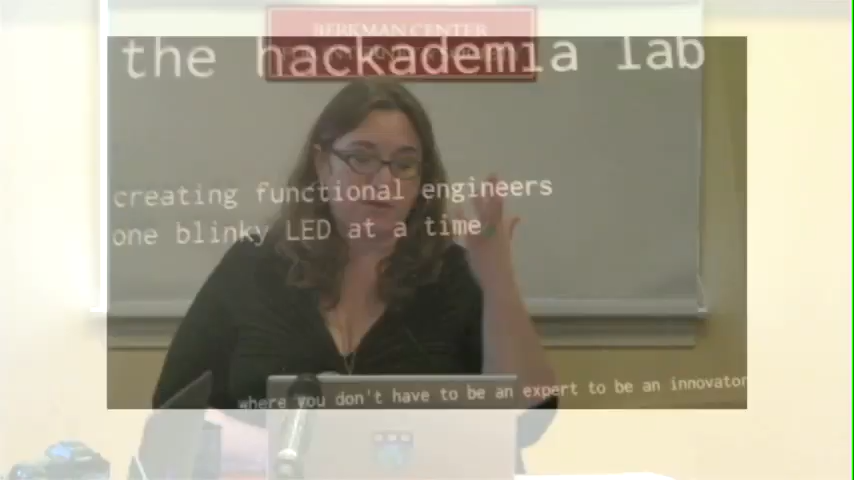 BERKMAN CENTER
the hackademia lab
creating functional engineers
one blinky LED at a time
where you don't have to be an expert to be an innovator